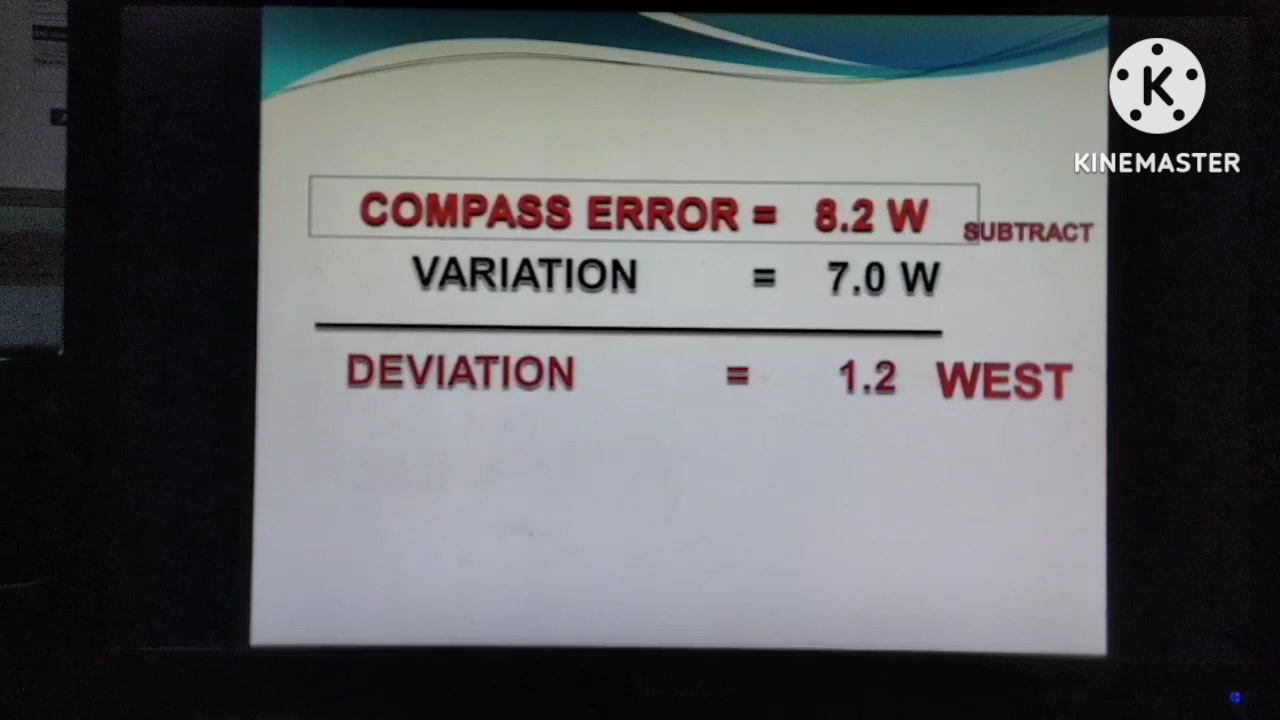 COMPASS ERROR = 8.2 W SUBTRACT
VARIATION = 7.0 W
DEVIATION = 1.2 WEST
K
KINEMASTER